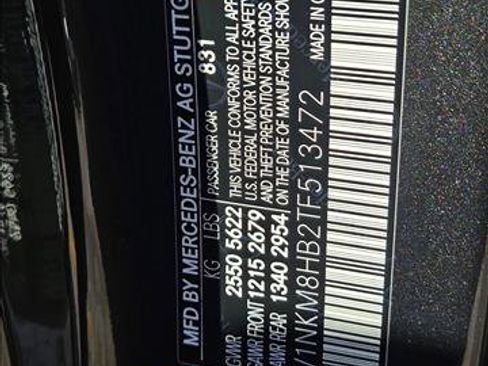 MFD BY MERCEDES-BENZ AG STUTTG
KG LBS PASSENGER CAR 831
GVWR 2550 5622 THIS VEHICLE CONFORMS TO ALL APP
GAWR FRONT 1215 2679 U.S. FEDERAL MOTOR VEHICLE SAFETY
AND THEFT PREVENTION STANDARDS
GAWR REAR 1340 2954 ON THE DATE OF MANUFACTURE SHO
V1NKM8HB2TF513472 MADE IN